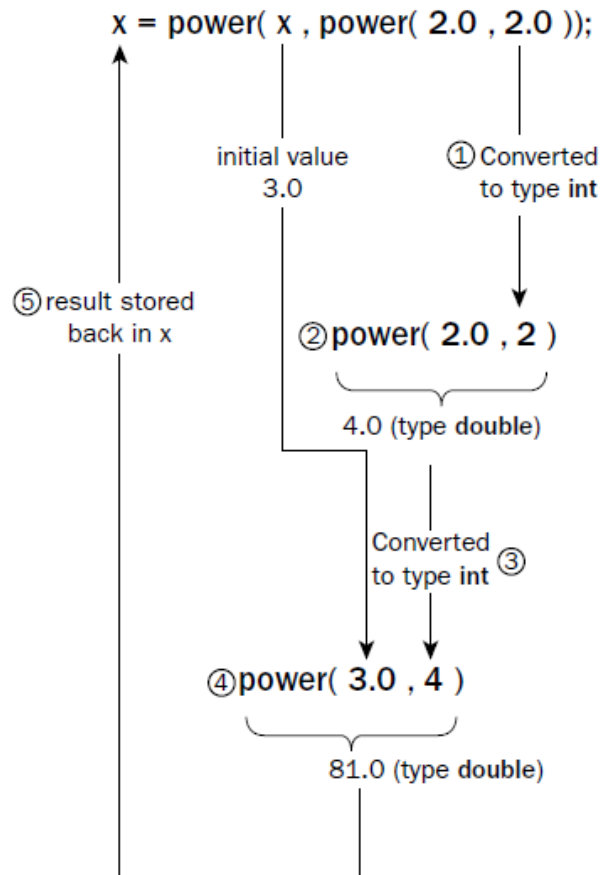 x = power( x , power( 2.0 , 2.0 ));
initial value
3.0
① Converted
to type int
⑤ result stored
back in x
② power( 2.0 , 2 )
4.0 (type double)
Converted
to type int ③
④ power( 3.0 , 4 )
81.0 (type double)